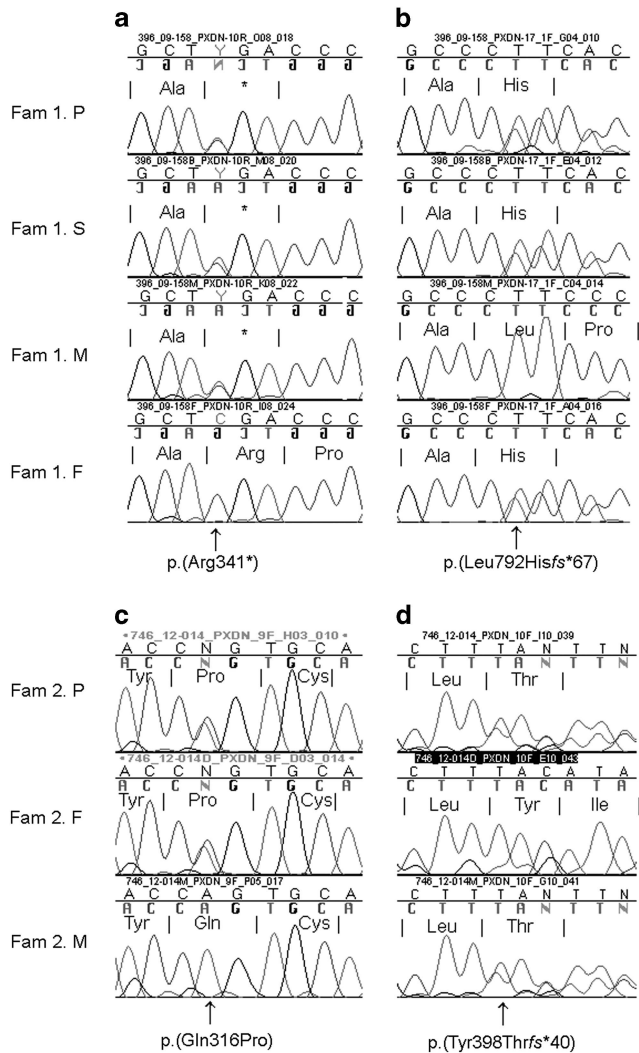 a
396_09-158_PXDN-10R_O08_018
G C T Y G A C C C
Ala | *
Fam 1. P
396_09-158B_PXDN-10R_M08_020
G C T Y G A C C C
Ala | *
Fam 1. S
396_09-158M_PXDN-10R_K08_022
G C T Y G A C C C
Ala | *
Fam 1. M
396_09-158F_PXDN-10R_I08_024
G C T C G A C C C
Ala | Arg | Pro
Fam 1. F
p.(Arg341*)
b
396_09-158_PXDN-17_1F_G04_010
G C C C T T C A C
G C C C T T C A C
Ala | His
396_09-158B_PXDN-17_1F_E04_012
G C C C T T C A C
G C C C T T C A C
Ala | His
396_09-158M_PXDN-17_1F_C04_014
G C C C T T C C C
G C C C T T C C C
Ala | Leu | Pro
396_09-158F_PXDN-17_1F_A04_016
G C C C T T C A C
G C C C T T C A C
Ala | His
p.(Leu792Hisfs*67)
c
746_12-014_PXDN_9F_H03_010
A C C N G T G C A
A C C N G T G C A
Tyr | Pro | Cys
Fam 2. P
746_12-014D_PXDN_9F_D03_014
A C C N G T G C A
A C C N G T G C A
Tyr | Pro | Cys
Fam 2. F
746_12-014M_PXDN_9F_P05_017
A C C A G T G C A
A C C A G T G C A
Tyr | Gln | Cys
Fam 2. M
p.(Gln316Pro)
d
746_12-014_PXDN_10F_I10_039
C T T T A N T T N
C T T T A N T T N
Leu | Thr
746_12-014D_PXDN_10F_E10_043
C T T T A C A T A
C T T T A C A T A
Leu | Tyr | Ile
746_12-014M_PXDN_10F_G10_041
C T T T A N T T N
C T T T A N T T N
Leu | Thr
p.(Tyr398Thrfs*40)